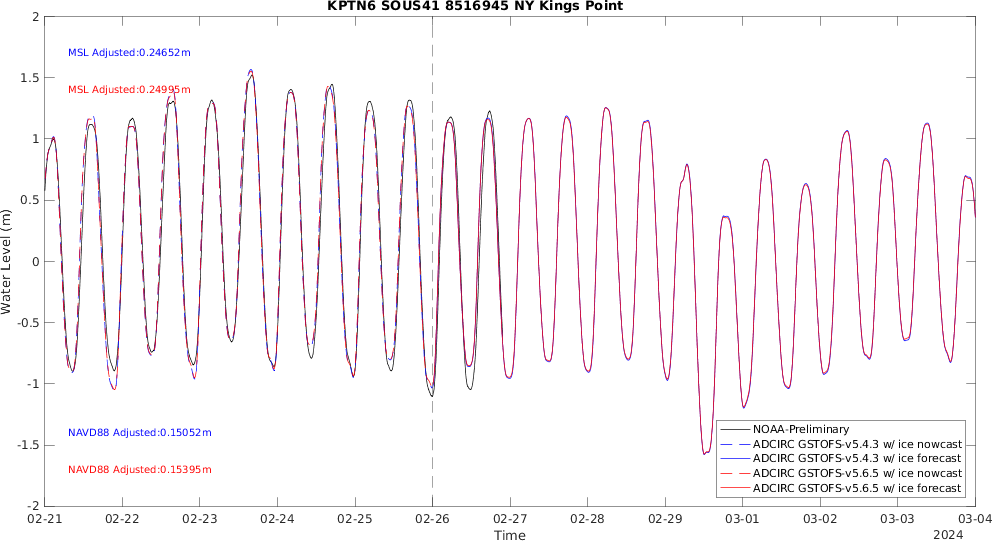 KPTN6 SOUS41 8516945 NY Kings Point
2
1.5
1
0.5
0
-0.5
-1
-1.5
-2
Water Level (m)
MSL Adjusted:0.24652m
MSL Adjusted:0.24995m
NAVD88 Adjusted:0.15052m
NAVD88 Adjusted:0.15395m
NOAA-Preliminary
ADCIRC GSTOFS-v5.4.3 w/ ice nowcast
ADCIRC GSTOFS-v5.4.3 w/ ice forecast
ADCIRC GSTOFS-v5.6.5 w/ ice nowcast
ADCIRC GSTOFS-v5.6.5 w/ ice forecast
02-21 02-22 02-23 02-24 02-25 02-26 02-27 02-28 02-29 03-01 03-02 03-03 03-04
Time
2024